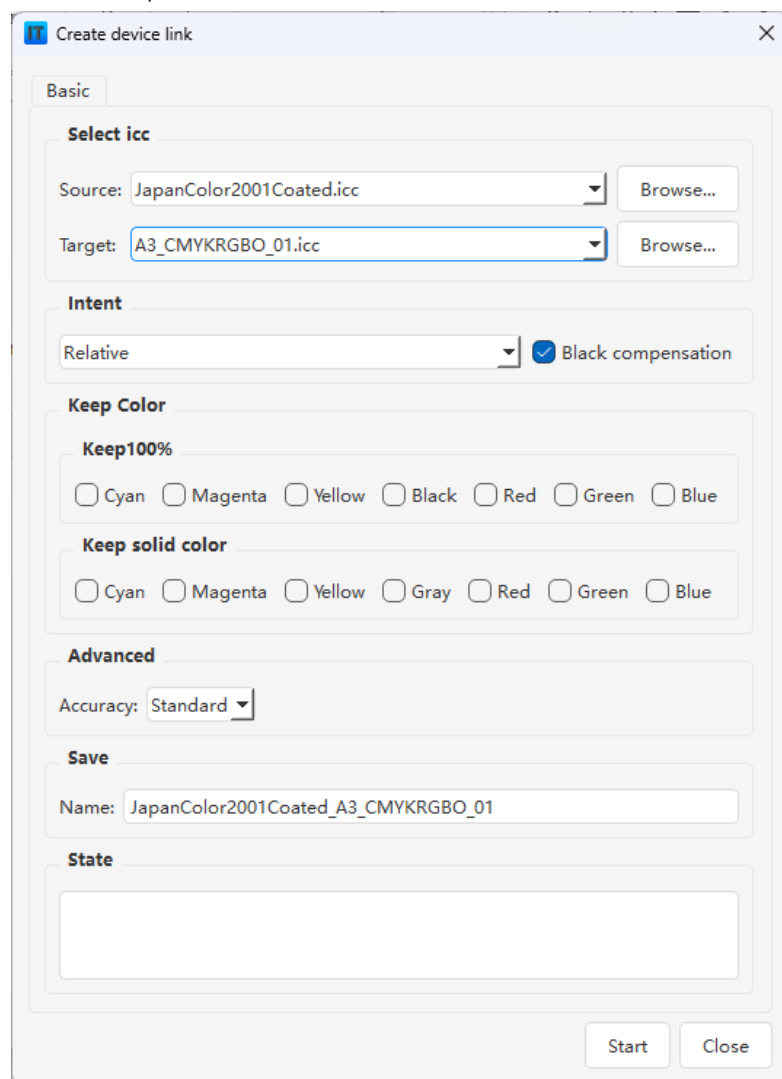 IT Create device link
Basic
Select icc
Source: JapanColor2001Coated.icc Browse...
Target: A3_CMYKRGBO_01.icc Browse...
Intent
Relative Black compensation
Keep Color
Keep100%
Cyan Magenta Yellow Black Red Green Blue
Keep solid color
Cyan Magenta Yellow Gray Red Green Blue
Advanced
Accuracy: Standard
Save
Name: JapanColor2001Coated_A3_CMYKRGBO_01
State
Start Close